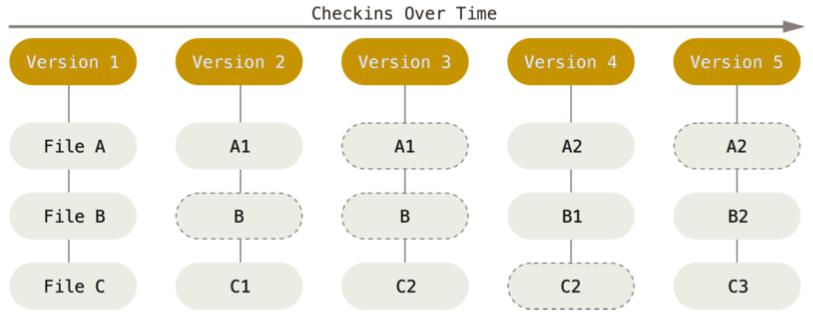 Checkins Over Time
Version 1 Version 2 Version 3 Version 4 Version 5
File A A1 A1 A2 A2
File B B B B1 B2
File C C1 C2 C2 C3